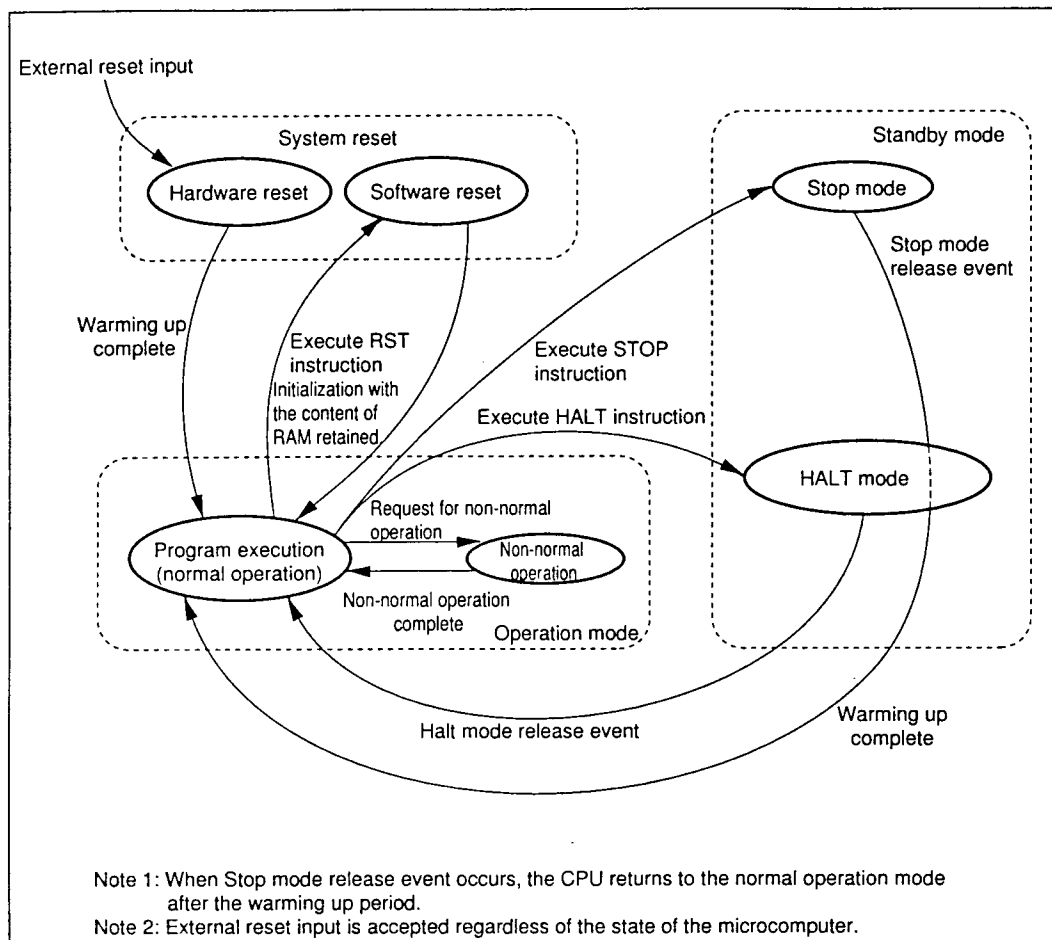 External reset input
System reset
Hardware reset
Software reset
Standby mode
Stop mode
Stop mode
release event
Warming up
complete
Execute RST
instruction
Initialization with
the content of
RAM retained
Execute STOP
instruction
Execute HALT instruction
HALT mode
Request for non-normal
operation
Program execution
(normal operation)
Non-normal
operation
Non-normal operation
complete
Operation mode
Halt mode release event
Warming up
complete
Note 1: When Stop mode release event occurs, the CPU returns to the normal operation mode
after the warming up period.
Note 2: External reset input is accepted regardless of the state of the microcomputer.